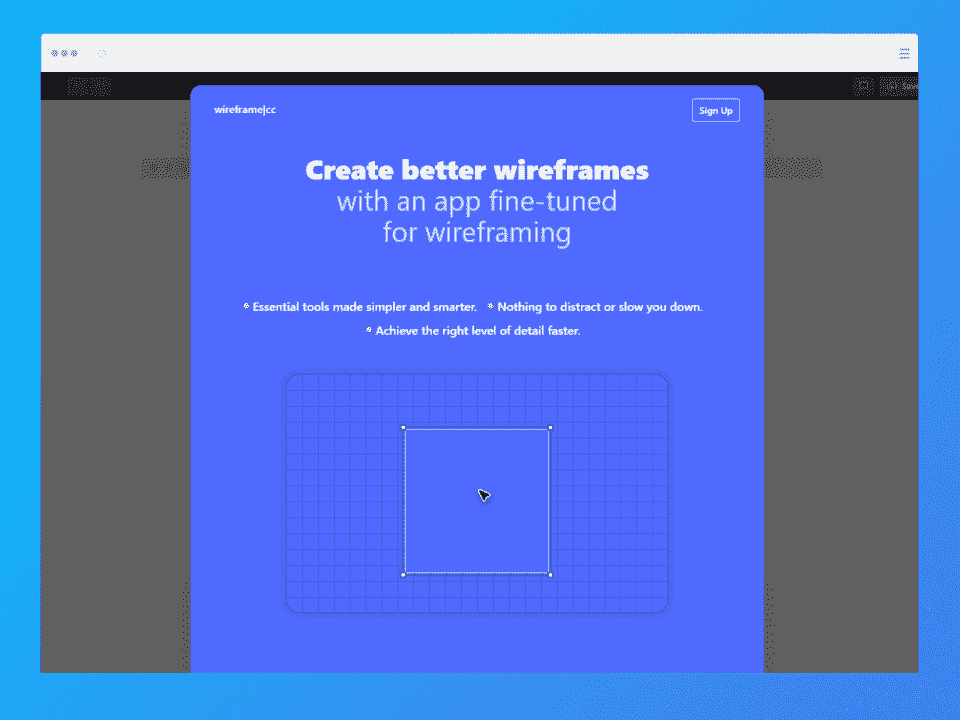 wireframe|cc
Sign Up
Create better wireframes
with an app fine-tuned
for wireframing
* Essential tools made simpler and smarter. * Nothing to distract or slow you down.
* Achieve the right level of detail faster.